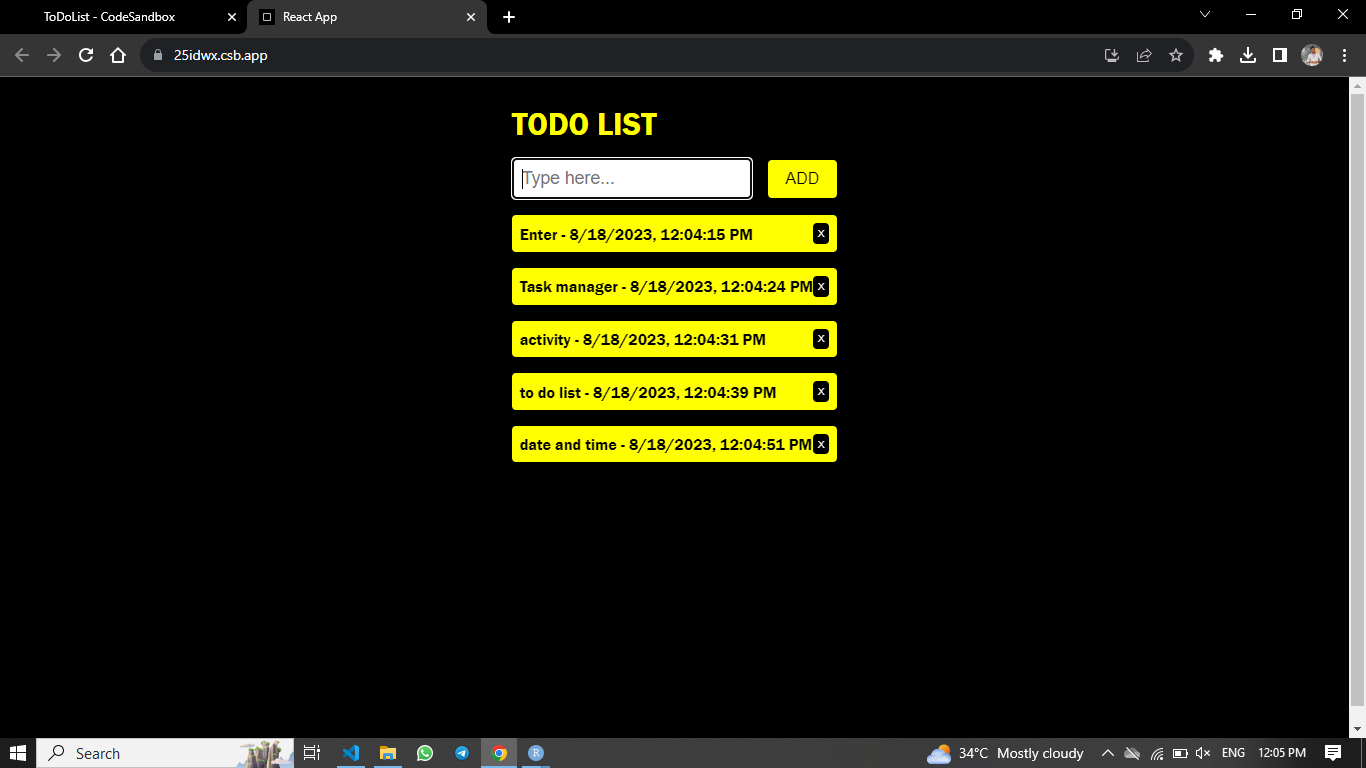 ToDoList - CodeSandbox
React App
25idwx.csb.app
TODO LIST
Type here...
ADD
Enter - 8/18/2023, 12:04:15 PM x
Task manager - 8/18/2023, 12:04:24 PM x
activity - 8/18/2023, 12:04:31 PM x
to do list - 8/18/2023, 12:04:39 PM x
date and time - 8/18/2023, 12:04:51 PM x
Search
R
34°C Mostly cloudy
ENG
12:05 PM